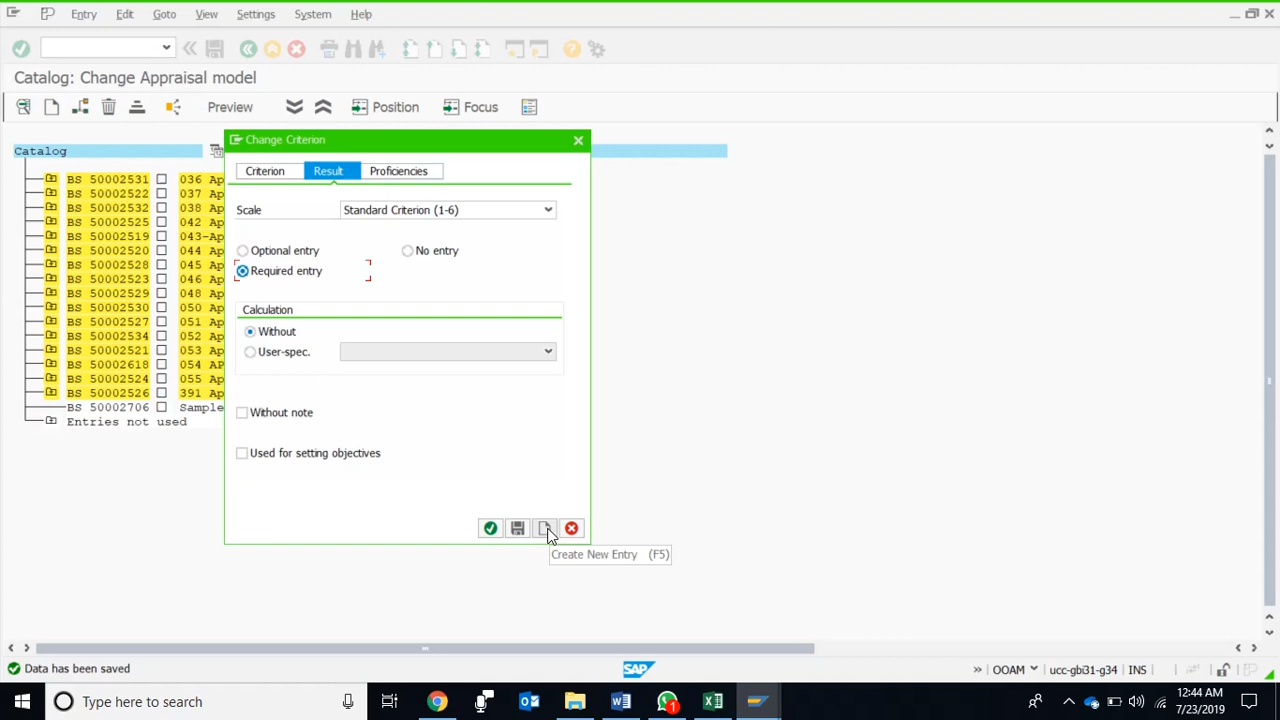 Entry Edit Goto View Settings System Help
Catalog: Change Appraisal model
Preview Position Focus
Change Criterion
Catalog
Criterion Result Proficiencies
BS 50002531 036 Ap
BS 50002522 037 Ap
BS 50002532 038 Ap
BS 50002525 042 Ap
BS 50002519 043-Ap
BS 50002520 044 Ap
BS 50002528 045 Ap
BS 50002523 046 Ap
BS 50002529 048 Ap
BS 50002530 050 Ap
BS 50002527 051 Ap
BS 50002534 052 Ap
BS 50002521 053 Ap
BS 50002618 054 AP
BS 50002524 055 Ap
BS 50002526 391 Ap
BS 50002706 Sample
Entries not used
Scale Standard Criterion (1-6)
Optional entry No entry
Required entry
Calculation
Without
User-spec.
Without note
Used for setting objectives
Create New Entry (F5)
Data has been saved SAP » OOAM ucc-gbi31-g34 INS
Type here to search 1 12:44 AM
7/23/2019